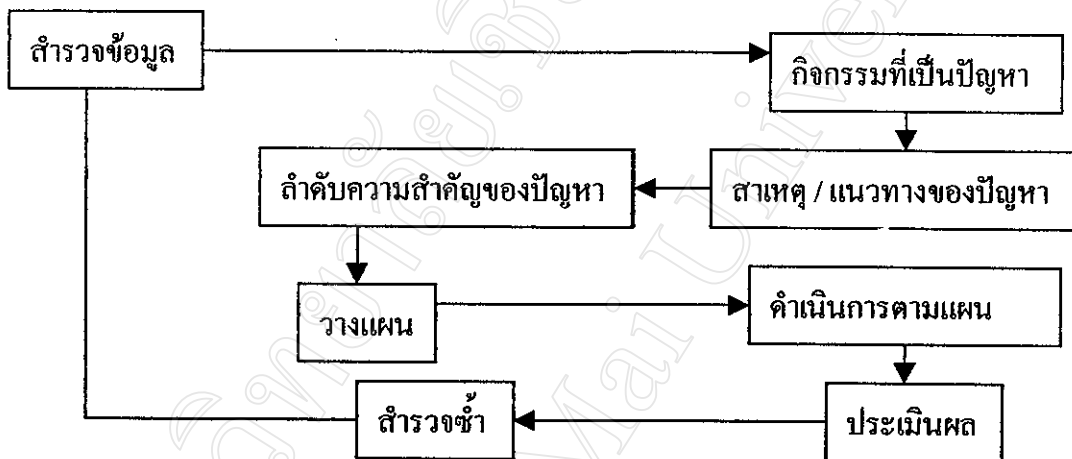 สำรวจข้อมูล
กิจกรรมที่เป็นปัญหา
ลำดับความสำคัญของปัญหา
สาเหตุ / แนวทางของปัญหา
วางแผน
ดำเนินการตามแผน
สำรวจซ้ำ
ประเมินผล